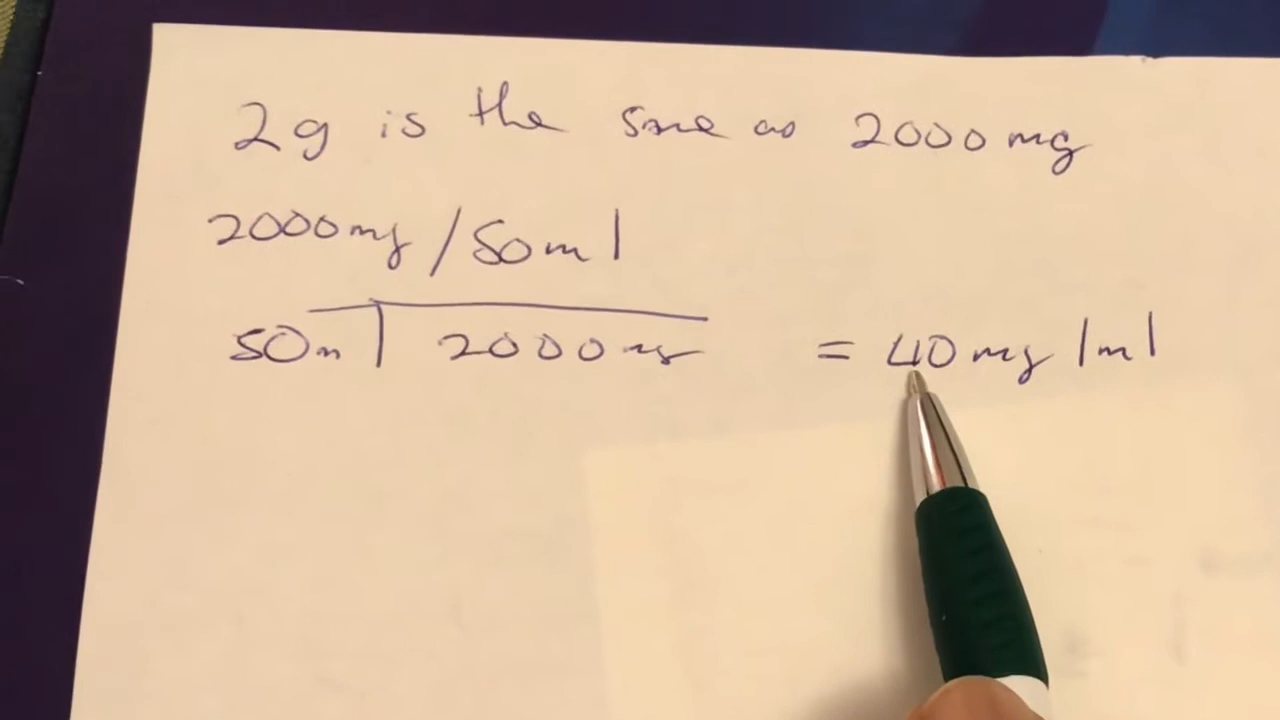 2g is the same as 2000mg
2000mg/50ml
50ml 2000mg = 40mg/ml